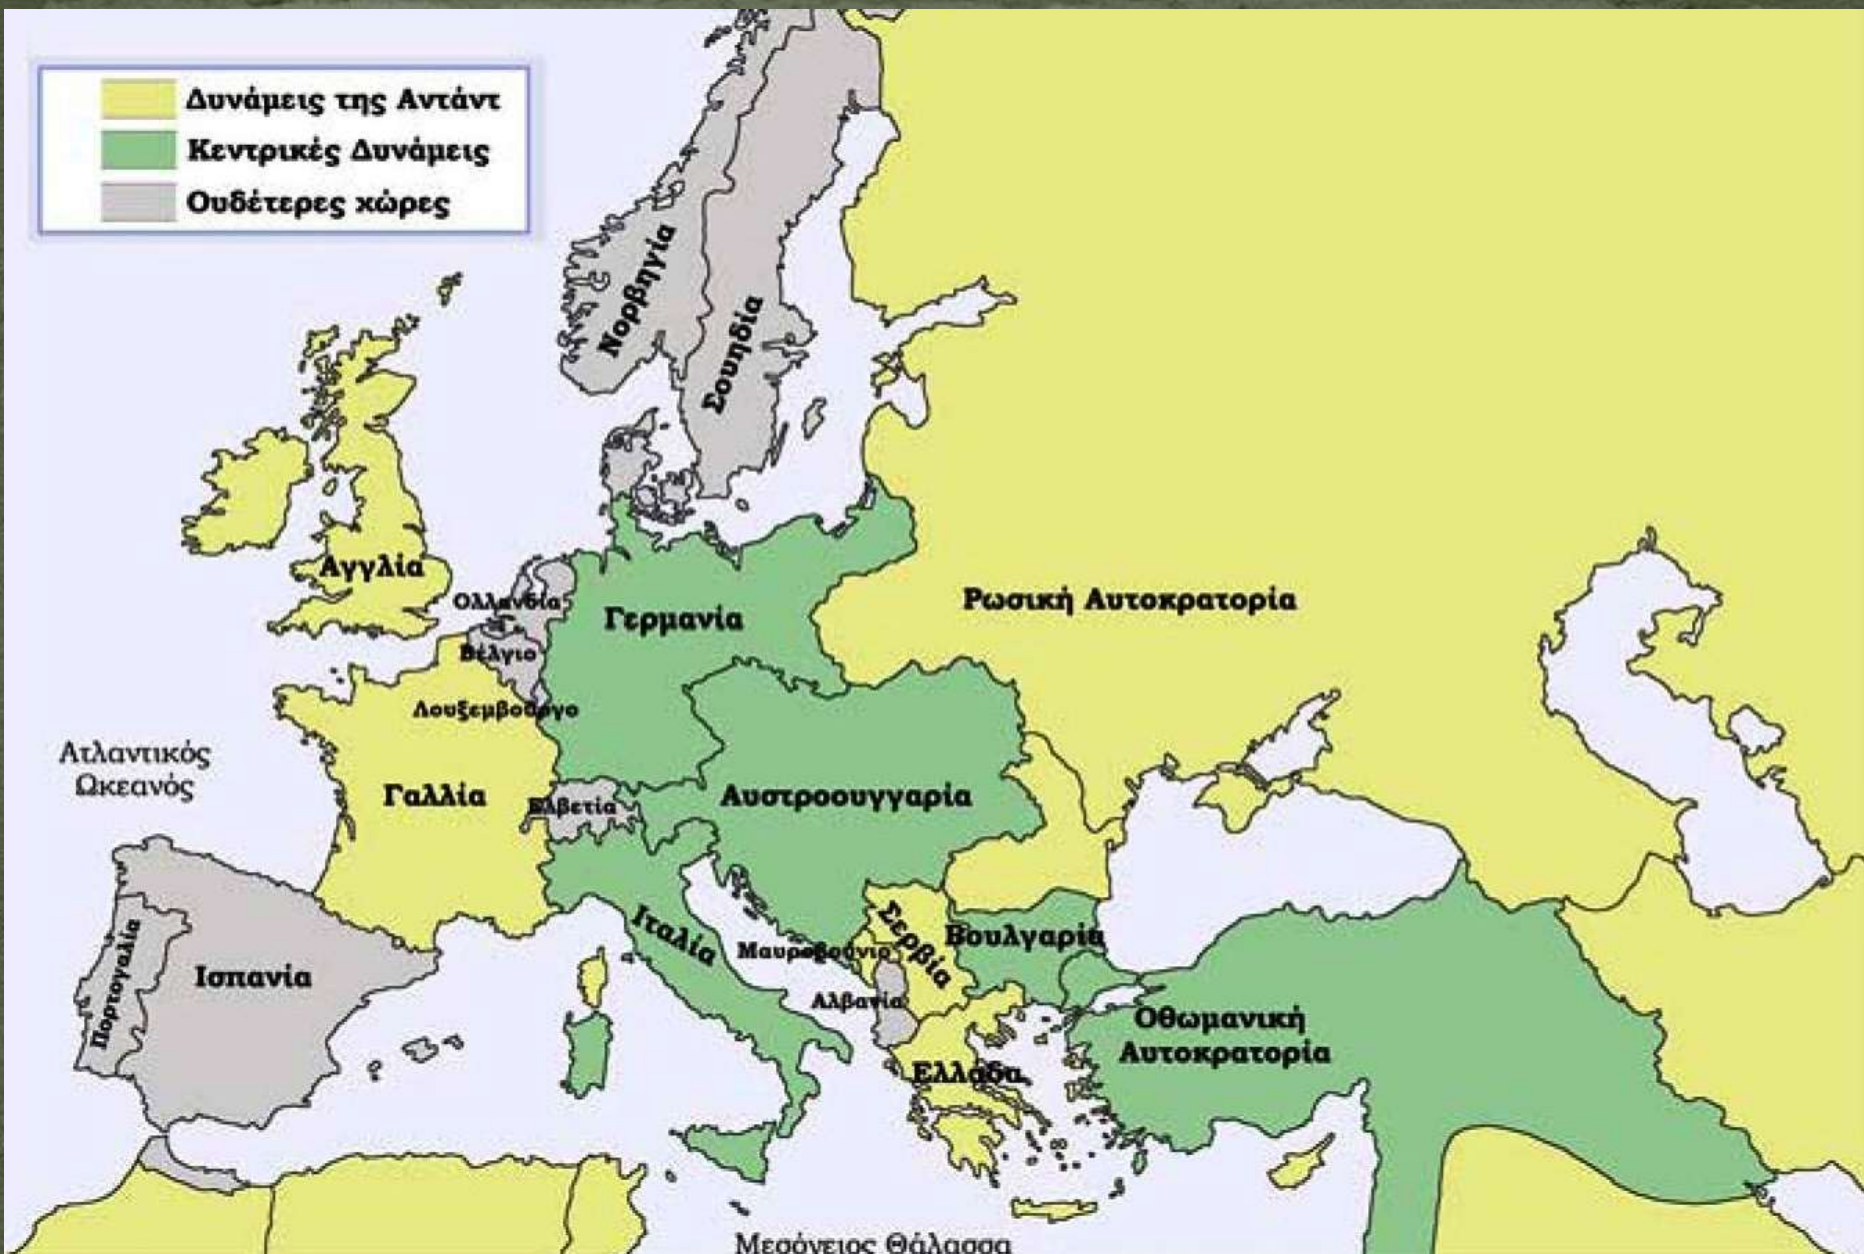 Δυνάμεις της Αντάντ
Κεντρικές Δυνάμεις
Ουδέτερες χώρες
Νορβηγία
Σουηδία
Αγγλία
Ολλανδία
Γερμανία
Ρωσική Αυτοκρατορία
Βέλγιο
Λουξεμβούργο
Ατλαντικός
Ωκεανός
Γαλλία
Ελβετία
Αυστροουγγαρία
Ιταλία
Σερβία
Βουλγαρία
Μαυροβούνιο
Πορτογαλία
Ισπανία
Αλβανία
Οθωμανική
Αυτοκρατορία
Ελλάδα
Μεσόγειος Θάλασσα